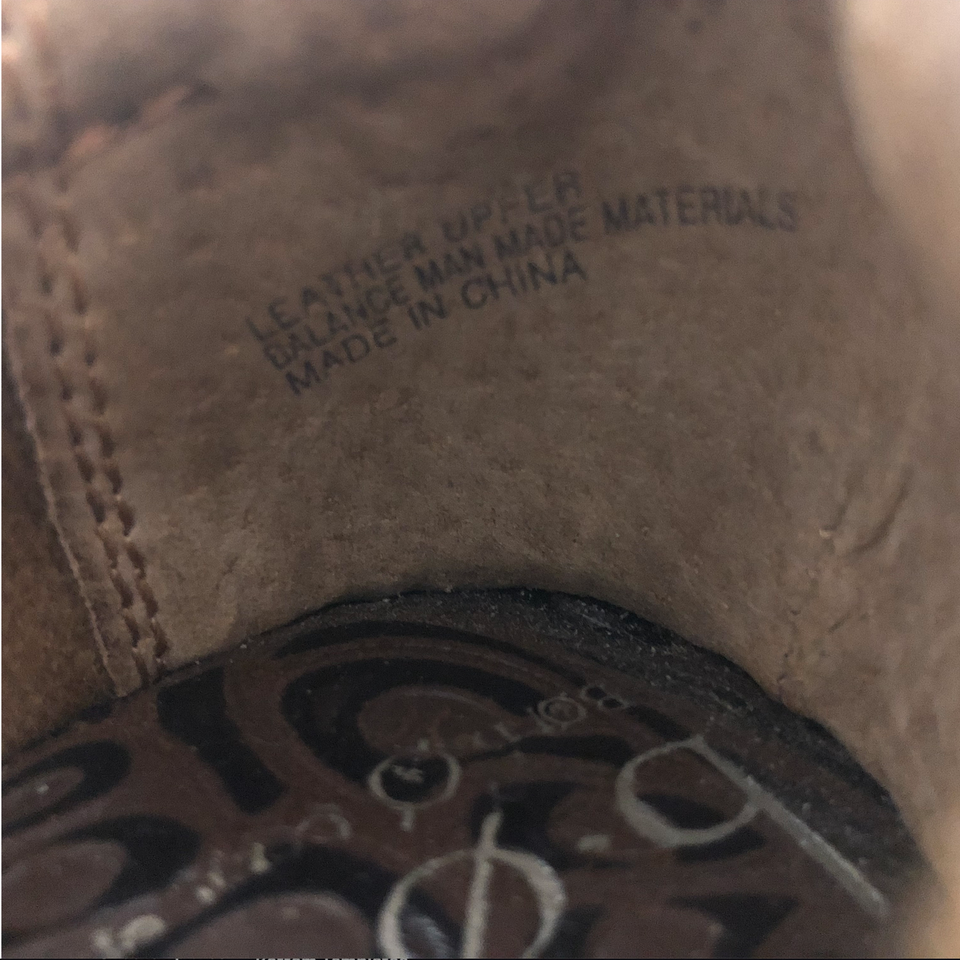 LEATHER UPPER
BALANCE MAN MADE MATERIALS
MADE IN CHINA